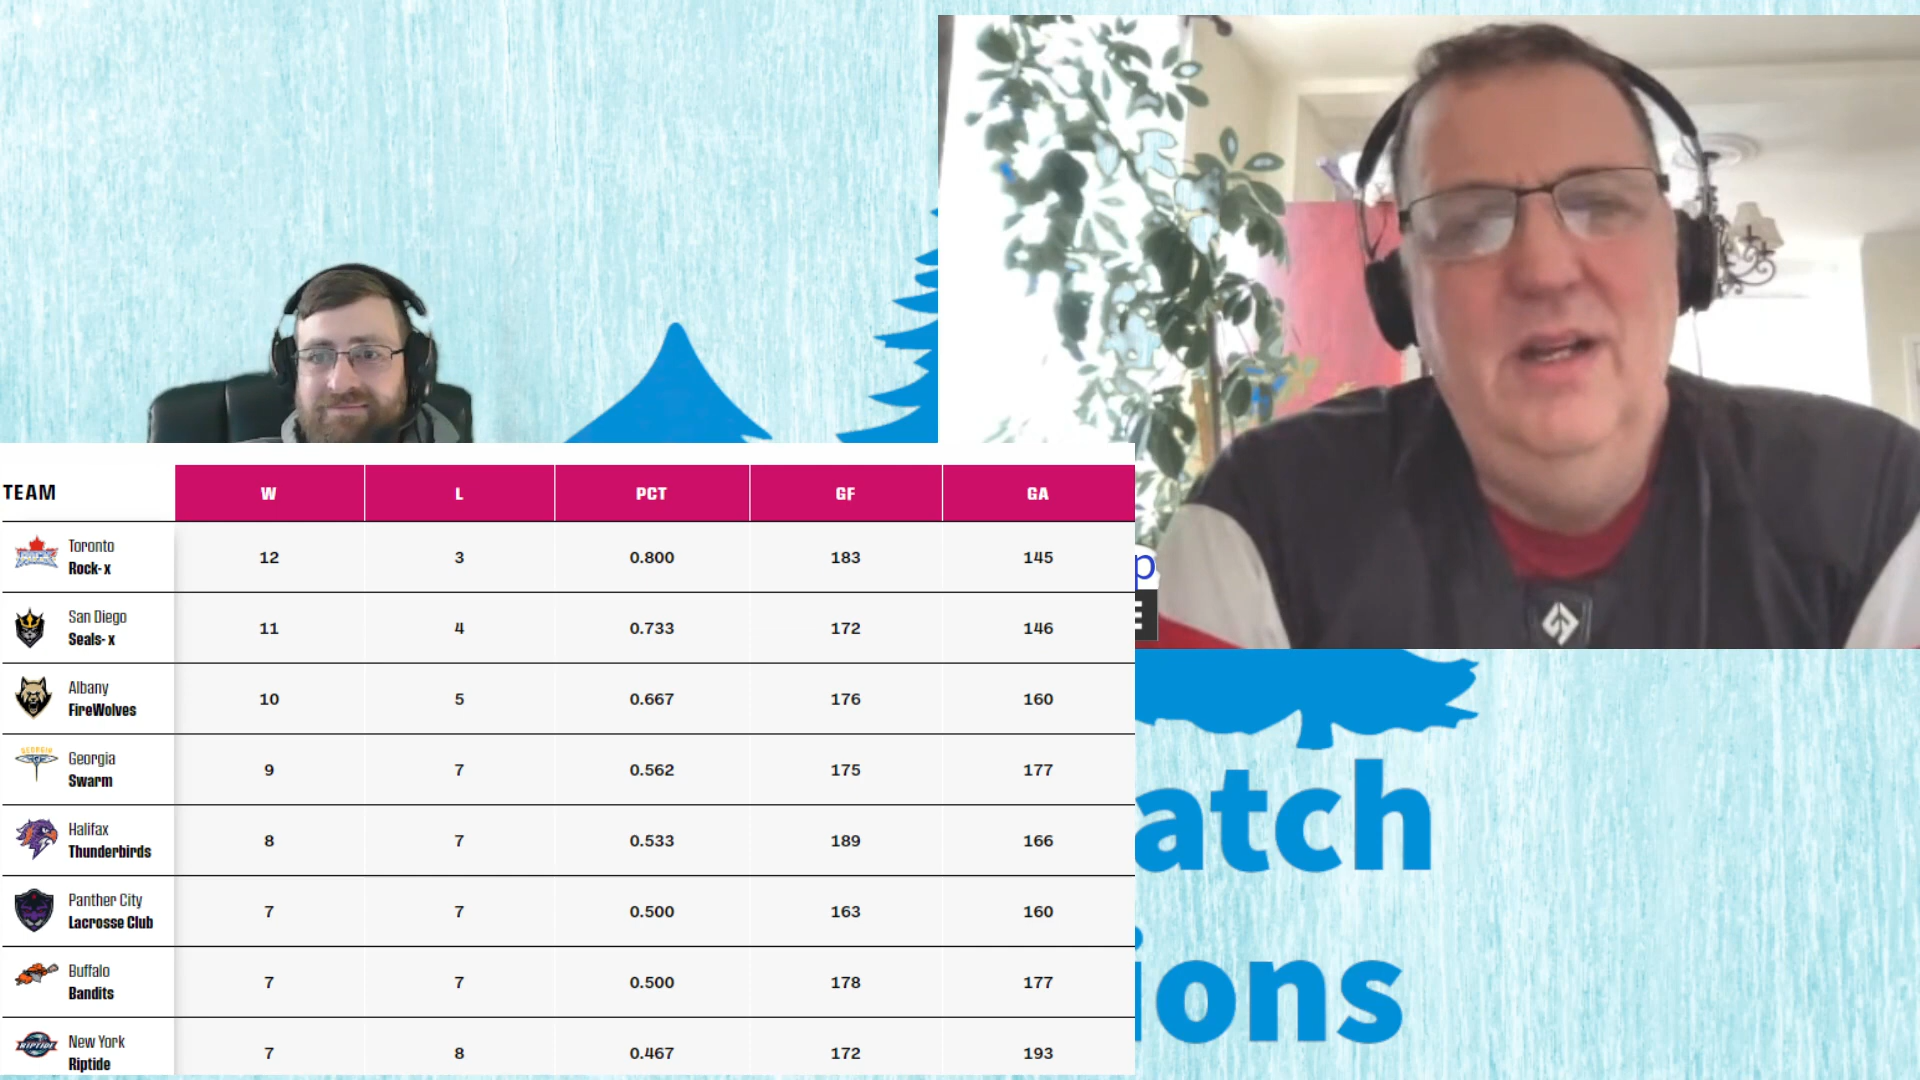 TEAM W L PCT GF GA
Toronto
Rock- x 12 3 0.800 183 145
San Diego
Seals- x 11 4 0.733 172 146
Albany
FireWolves 10 5 0.667 176 160
GEORGIA
Georgia
Swarm 9 7 0.562 175 177
Halifax
Thunderbirds 8 7 0.533 189 166
Panther City
Lacrosse Club 7 7 0.500 163 160
Buffalo
Bandits 7 7 0.500 178 177
RIPTIDE
New York
Riptide 7 8 0.467 172 193
p
E
atch
ions